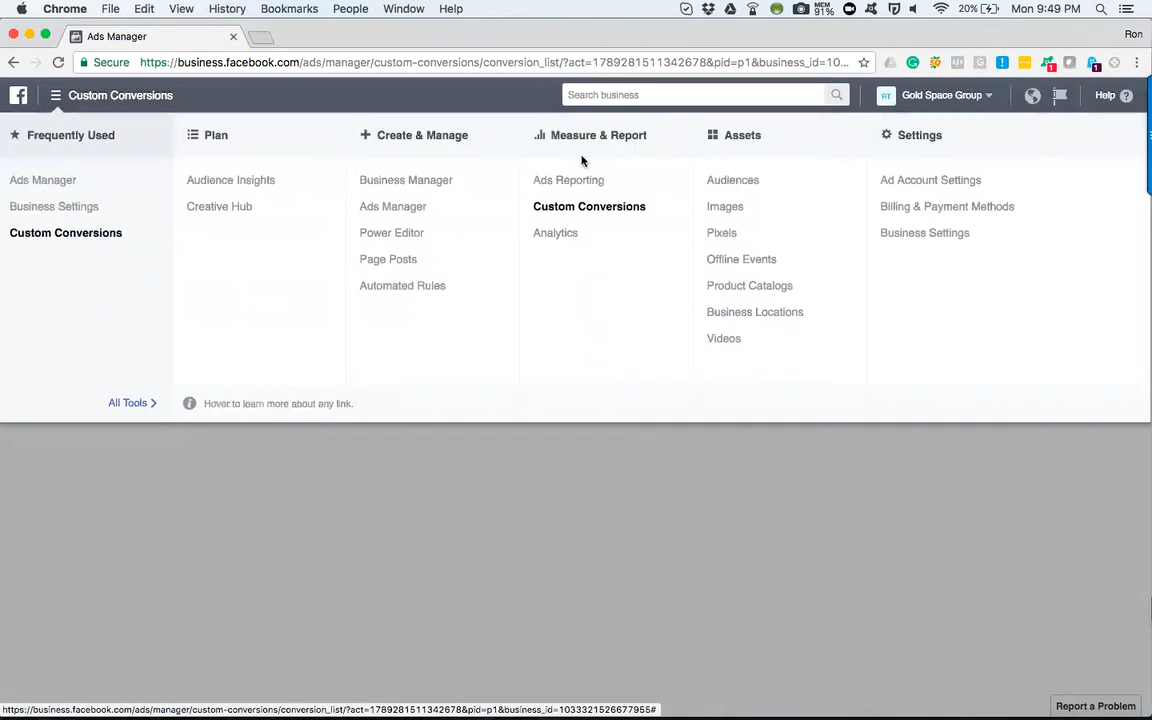 Chrome File Edit View History Bookmarks People Window Help MEM 91% 20% Mon 9:49 PM
Ads Manager Ron
Secure https://business.facebook.com/ads/manager/custom-conversions/conversion_list/?act=1789281511342678&pid=p1&business_id=10...
Custom Conversions Search business RT Gold Space Group Help
Frequently Used Plan Create & Manage Measure & Report Assets Settings
Ads Manager Audience Insights Business Manager Ads Reporting Audiences Ad Account Settings
Business Settings Creative Hub Ads Manager Custom Conversions Images Billing & Payment Methods
Custom Conversions Power Editor Analytics Pixels Business Settings
Page Posts Offline Events
Automated Rules Product Catalogs
Business Locations
Videos
All Tools Hover to learn more about any link.
Report a Problem
https://business.facebook.com/ads/manager/custom-conversions/conversion_list/?act=1789281511342678&pid=p1&business_id=1033321526677955#